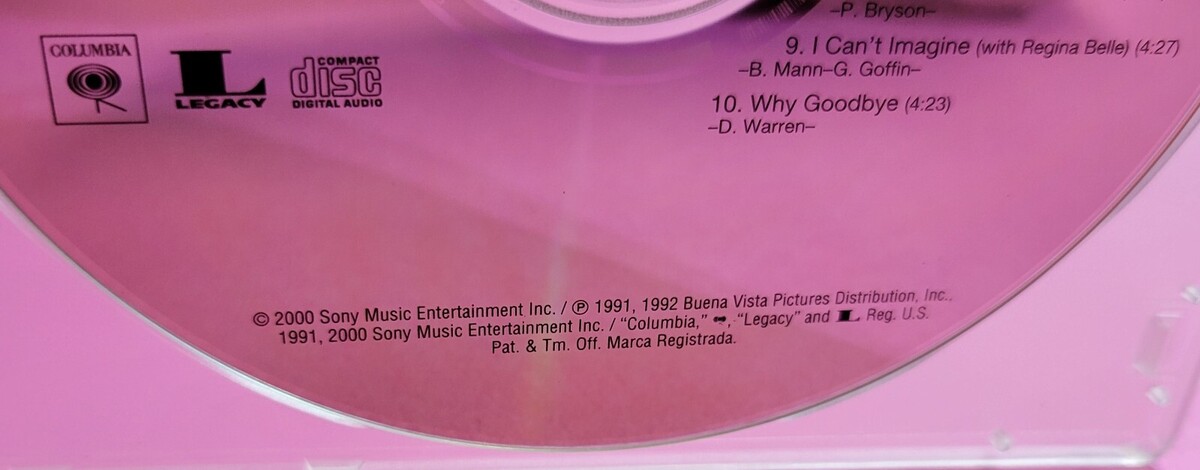 –P. Bryson–
9. I Can't Imagine (with Regina Belle) (4:27)
–B. Mann–G. Goffin–
10. Why Goodbye (4:23)
–D. Warren–
COLUMBIA
L
LEGACY
COMPACT
disc
DIGITAL AUDIO
© 2000 Sony Music Entertainment Inc. / ℗ 1991, 1992 Buena Vista Pictures Distribution, Inc.,
1991, 2000 Sony Music Entertainment Inc. / “Columbia,” , “Legacy” and L Reg. U.S.
Pat. & Tm. Off. Marca Registrada.